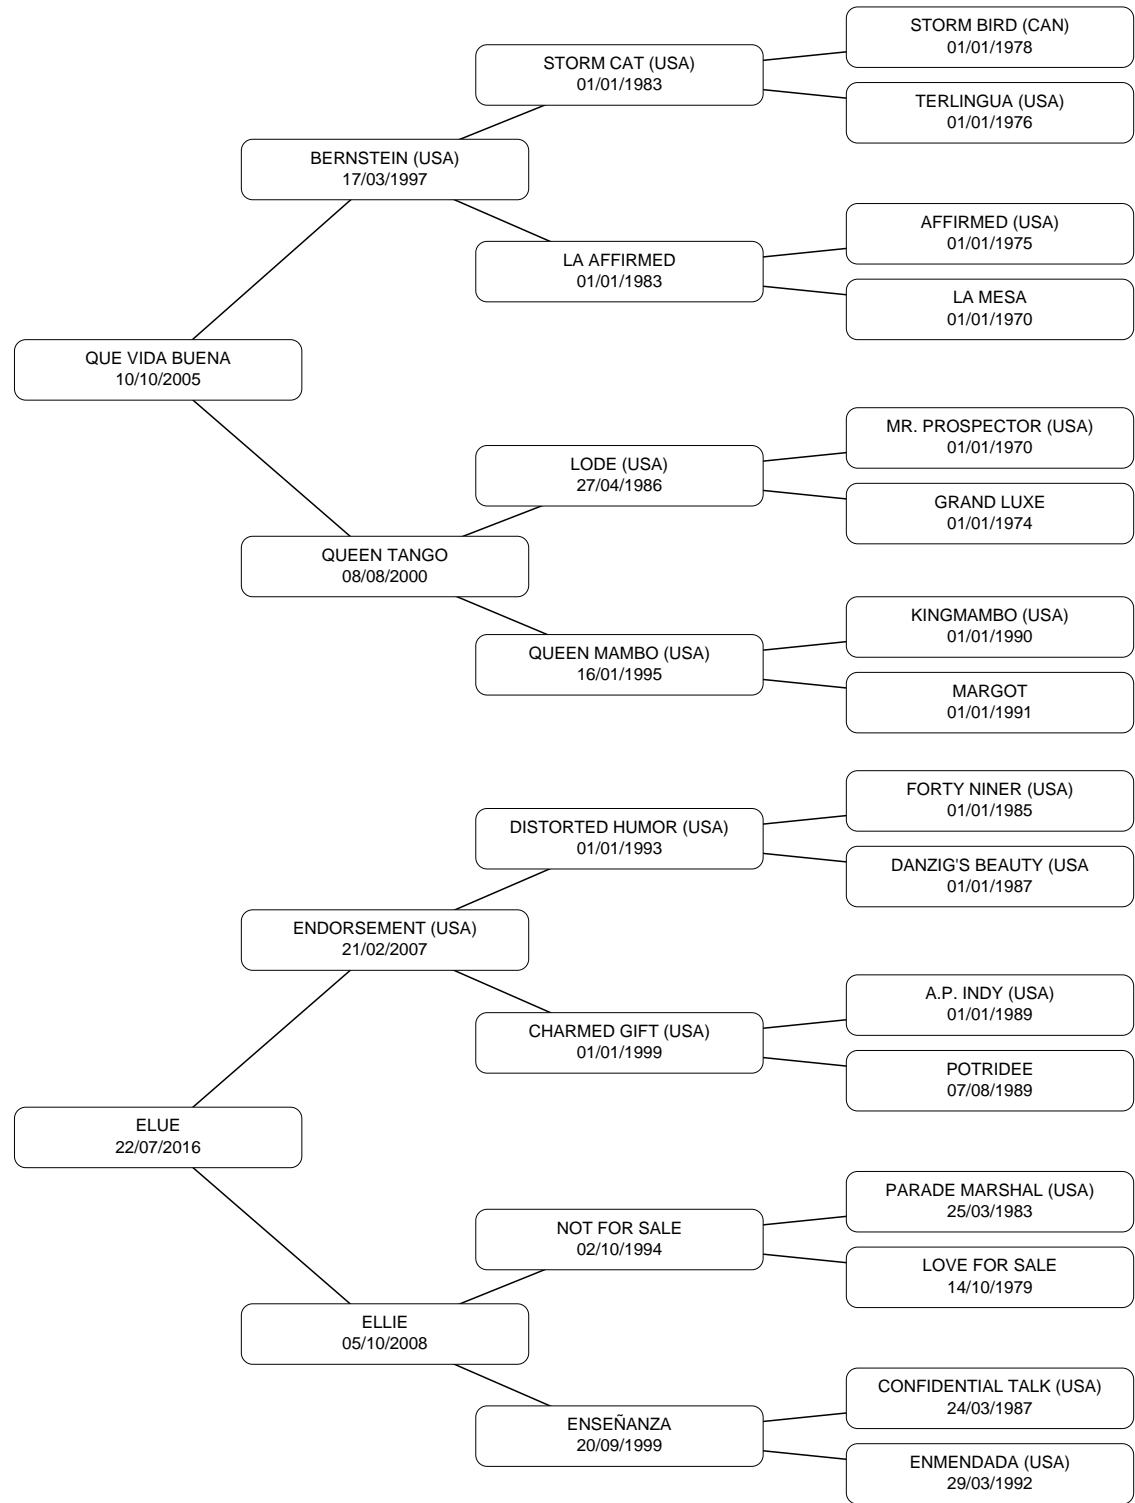 STORM BIRD (CAN)
01/01/1978
STORM CAT (USA)
01/01/1983
TERLINGUA (USA)
01/01/1976
BERNSTEIN (USA)
17/03/1997
AFFIRMED (USA)
01/01/1975
LA AFFIRMED
01/01/1983
LA MESA
01/01/1970
QUE VIDA BUENA
10/10/2005
MR. PROSPECTOR (USA)
01/01/1970
LODE (USA)
27/04/1986
GRAND LUXE
01/01/1974
QUEEN TANGO
08/08/2000
KINGMAMBO (USA)
01/01/1990
QUEEN MAMBO (USA)
16/01/1995
MARGOT
01/01/1991
FORTY NINER (USA)
01/01/1985
DISTORTED HUMOR (USA)
01/01/1993
DANZIG'S BEAUTY (USA
01/01/1987
ENDORSEMENT (USA)
21/02/2007
A.P. INDY (USA)
01/01/1989
CHARMED GIFT (USA)
01/01/1999
POTRIDEE
07/08/1989
ELUE
22/07/2016
PARADE MARSHAL (USA)
25/03/1983
NOT FOR SALE
02/10/1994
LOVE FOR SALE
14/10/1979
ELLIE
05/10/2008
CONFIDENTIAL TALK (USA)
24/03/1987
ENSEÑANZA
20/09/1999
ENMENDADA (USA)
29/03/1992